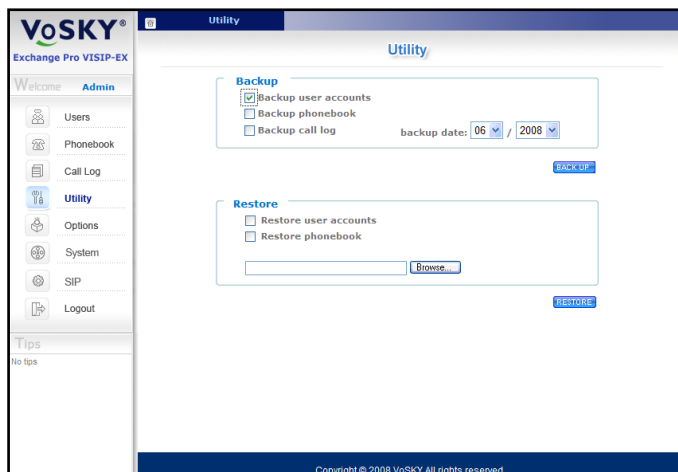 VoSKY®
Exchange Pro VISIP-EX
Welcome Admin
Users
Phonebook
Call Log
Utility
Options
System
SIP
Logout
Tips
No tips
Utility
Utility
Backup
Backup user accounts
Backup phonebook
Backup call log backup date: 06 / 2008
BACK UP
Restore
Restore user accounts
Restore phonebook
Browse...
RESTORE
Copyright © 2008 VoSKY All rights reserved